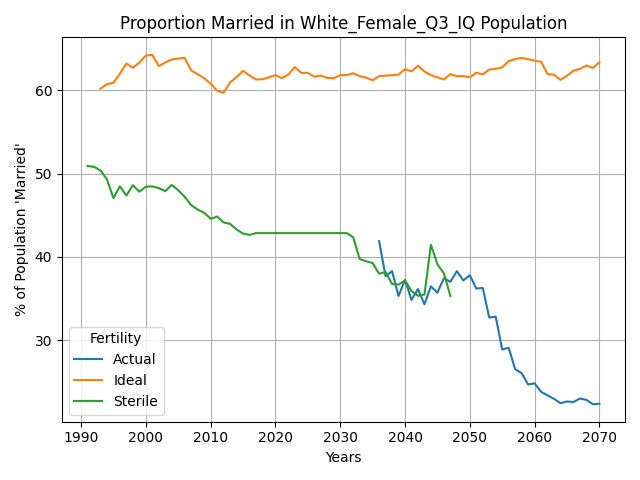 Proportion Married in White_Female_Q3_IQ Population
% of Population 'Married'
60
50
40
30
Fertility
Actual
Ideal
Sterile
1990 2000 2010 2020 2030 2040 2050 2060 2070
Years